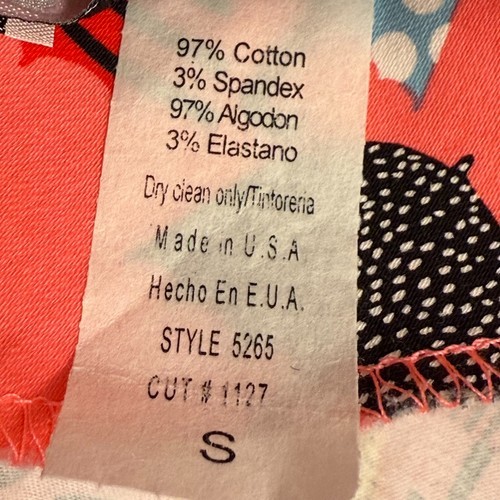 97% Cotton
3% Spandex
97% Algodon
3% Elastano
Dry clean only/Tintoreria
Made in U.S.A
Hecho En E.U.A.
STYLE 5265
CUT # 1127
S